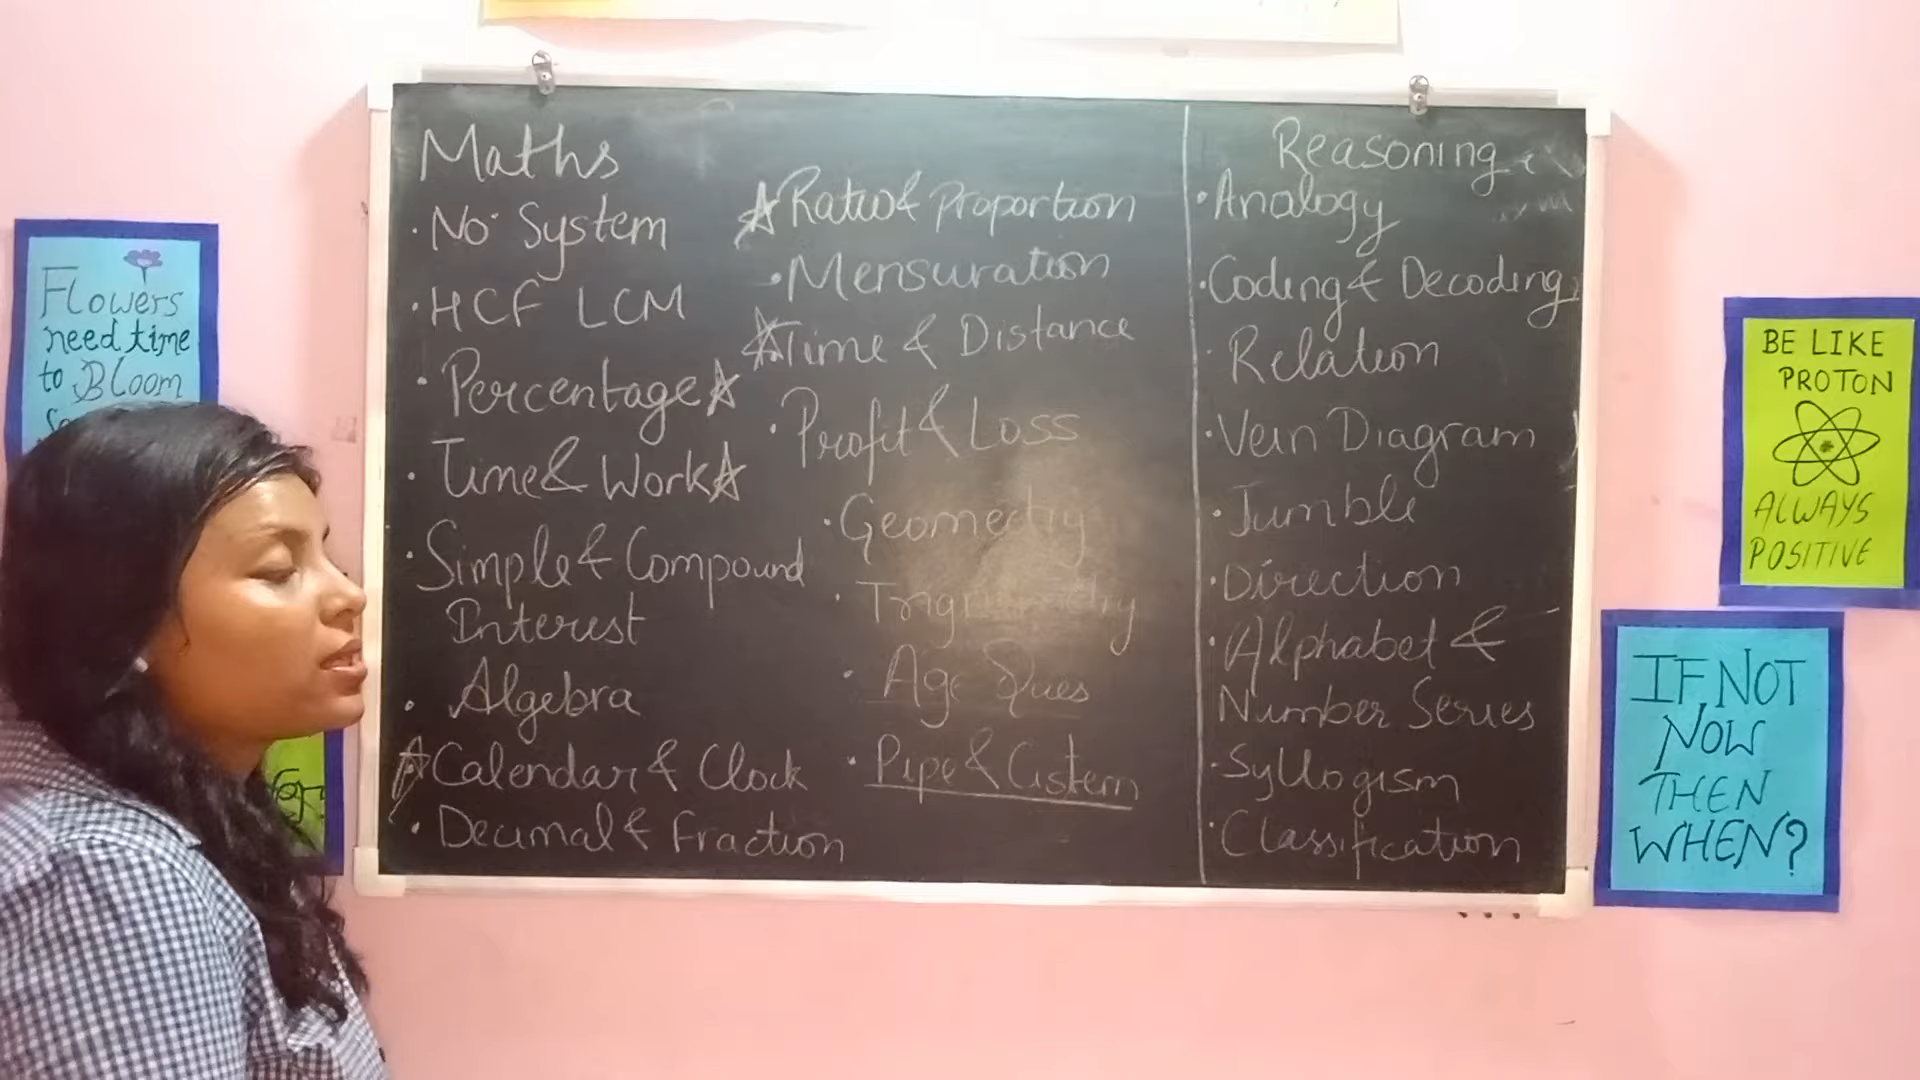 Maths
· No· System
· HCF LCM
· Percentage☆
· Time & Work☆
· Simple & Compound
Interest
· Algebra
☆ Calendar & Clock
· Decimal & Fraction
☆ Ratio & Proportion
· Mensuration
☆ Time & Distance
· Profit & Loss
· Geometry
· Trignometry
· Age Ques
· Pipe & Cistern
Reasoning
· Analogy
· Coding & Decoding
· Relation
· Vein Diagram
· Jumble
· Direction
· Alphabet &
Number Series
· Syllogism
· Classification
Flowers
need time
to Bloom
BE LIKE
PROTON
ALWAYS
POSITIVE
IF NOT
NOW
THEN
WHEN?